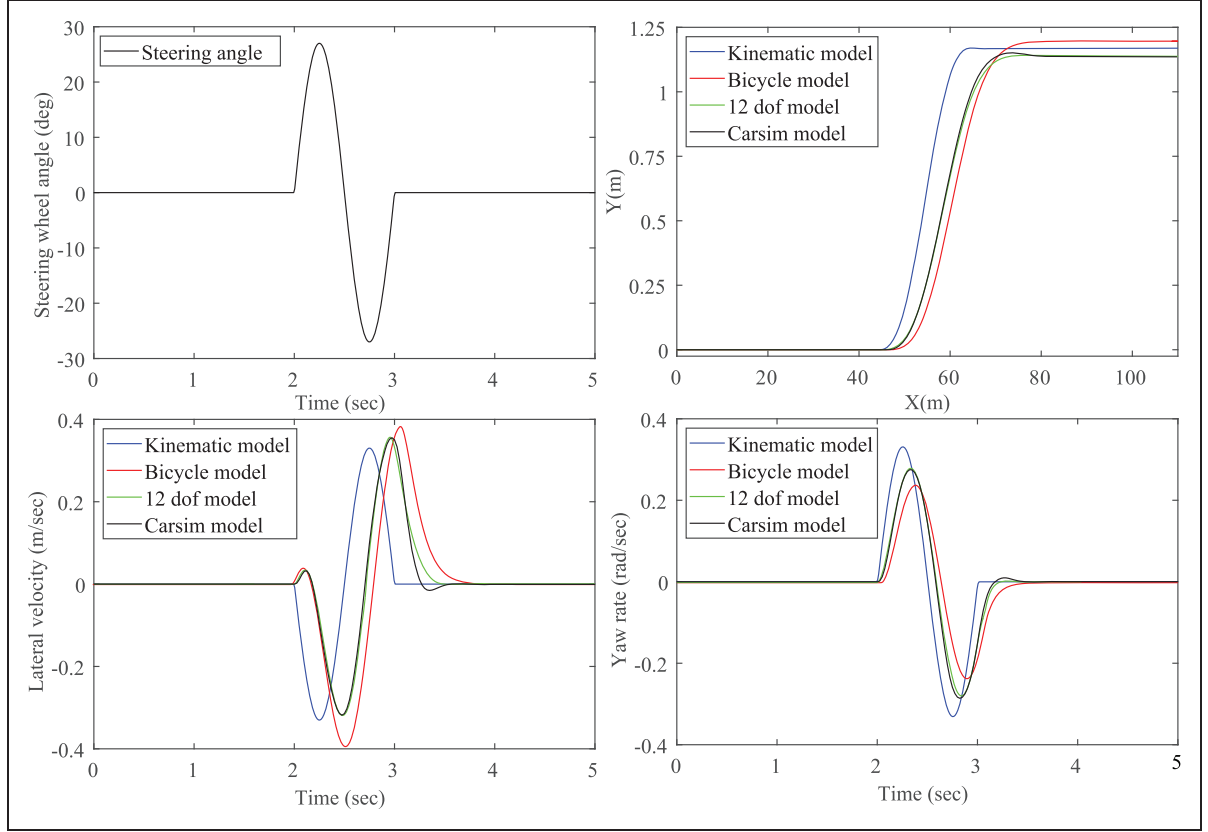 Steering wheel angle (deg)
30
20
10
0
-10
-20
-30
Steering angle
0 1 2 3 4 5
Time (sec)
Y(m)
1.25
1
0.75
0.5
0.25
0
Kinematic model
Bicycle model
12 dof model
Carsim model
0 20 40 60 80 100
X(m)
Lateral velocity (m/sec)
0.4
0.2
0
-0.2
-0.4
Kinematic model
Bicycle model
12 dof model
Carsim model
0 1 2 3 4 5
Time (sec)
Yaw rate (rad/sec)
0.4
0.2
0
-0.2
-0.4
Kinematic model
Bicycle model
12 dof model
Carsim model
0 1 2 3 4 5
Time (sec)